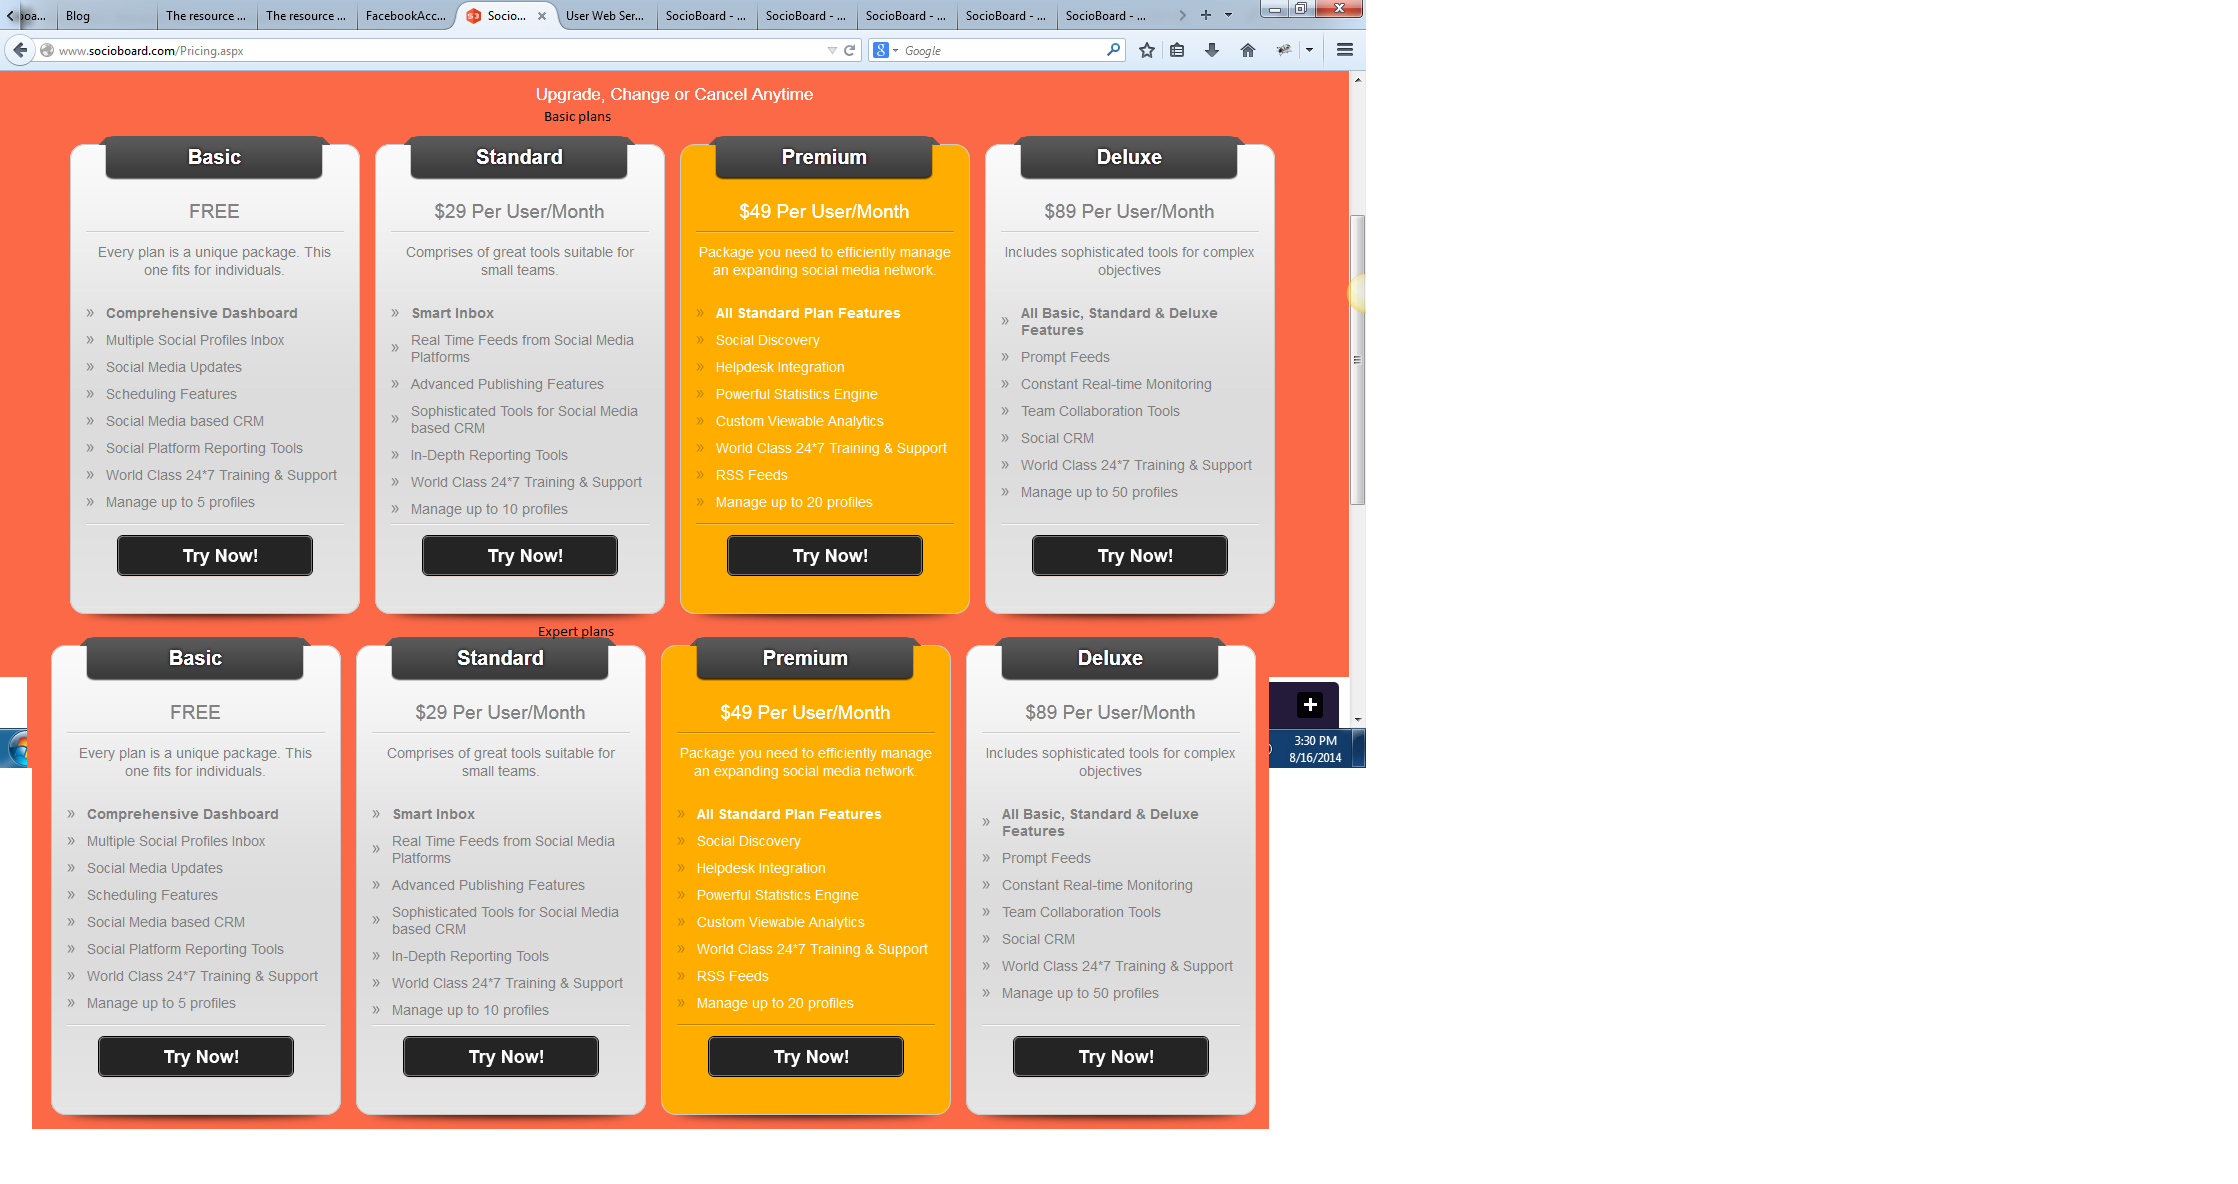 boa...
Blog
The resource ...
The resource ...
FacebookAcc...
Socio...
User Web Ser...
SocioBoard - ...
SocioBoard - ...
SocioBoard - ...
SocioBoard - ...
SocioBoard - ...
www.socioboard.com/Pricing.aspx
Google
Upgrade, Change or Cancel Anytime
Basic plans
Basic
FREE
Every plan is a unique package. This
one fits for individuals.
» Comprehensive Dashboard
» Multiple Social Profiles Inbox
» Social Media Updates
» Scheduling Features
» Social Media based CRM
» Social Platform Reporting Tools
» World Class 24*7 Training & Support
» Manage up to 5 profiles
Try Now!
Standard
$29 Per User/Month
Comprises of great tools suitable for
small teams.
» Smart Inbox
» Real Time Feeds from Social Media
Platforms
» Advanced Publishing Features
» Sophisticated Tools for Social Media
based CRM
» In-Depth Reporting Tools
» World Class 24*7 Training & Support
» Manage up to 10 profiles
Try Now!
Premium
$49 Per User/Month
Package you need to efficiently manage
an expanding social media network.
» All Standard Plan Features
» Social Discovery
» Helpdesk Integration
» Powerful Statistics Engine
» Custom Viewable Analytics
» World Class 24*7 Training & Support
» RSS Feeds
» Manage up to 20 profiles
Try Now!
Deluxe
$89 Per User/Month
Includes sophisticated tools for complex
objectives
» All Basic, Standard & Deluxe
Features
» Prompt Feeds
» Constant Real-time Monitoring
» Team Collaboration Tools
» Social CRM
» World Class 24*7 Training & Support
» Manage up to 50 profiles
Try Now!
Expert plans
Basic
FREE
Every plan is a unique package. This
one fits for individuals.
» Comprehensive Dashboard
» Multiple Social Profiles Inbox
» Social Media Updates
» Scheduling Features
» Social Media based CRM
» Social Platform Reporting Tools
» World Class 24*7 Training & Support
» Manage up to 5 profiles
Try Now!
Standard
$29 Per User/Month
Comprises of great tools suitable for
small teams.
» Smart Inbox
» Real Time Feeds from Social Media
Platforms
» Advanced Publishing Features
» Sophisticated Tools for Social Media
based CRM
» In-Depth Reporting Tools
» World Class 24*7 Training & Support
» Manage up to 10 profiles
Try Now!
Premium
$49 Per User/Month
Package you need to efficiently manage
an expanding social media network.
» All Standard Plan Features
» Social Discovery
» Helpdesk Integration
» Powerful Statistics Engine
» Custom Viewable Analytics
» World Class 24*7 Training & Support
» RSS Feeds
» Manage up to 20 profiles
Try Now!
Deluxe
$89 Per User/Month
Includes sophisticated tools for complex
objectives
» All Basic, Standard & Deluxe
Features
» Prompt Feeds
» Constant Real-time Monitoring
» Team Collaboration Tools
» Social CRM
» World Class 24*7 Training & Support
» Manage up to 50 profiles
Try Now!
3:30 PM
8/16/2014